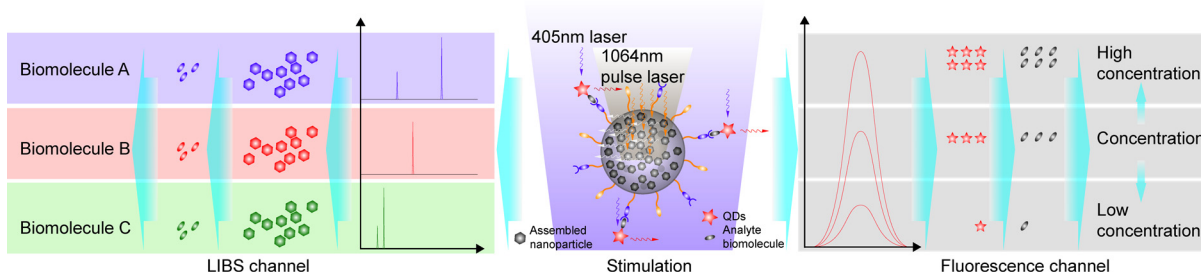 Biomolecule A
Biomolecule B
Biomolecule C
LIBS channel
405nm laser
1064nm
pulse laser
Assembled
nanoparticle
QDs
Analyte
biomolecule
Stimulation
High
concentration
Concentration
Low
concentration
Fluorescence channel